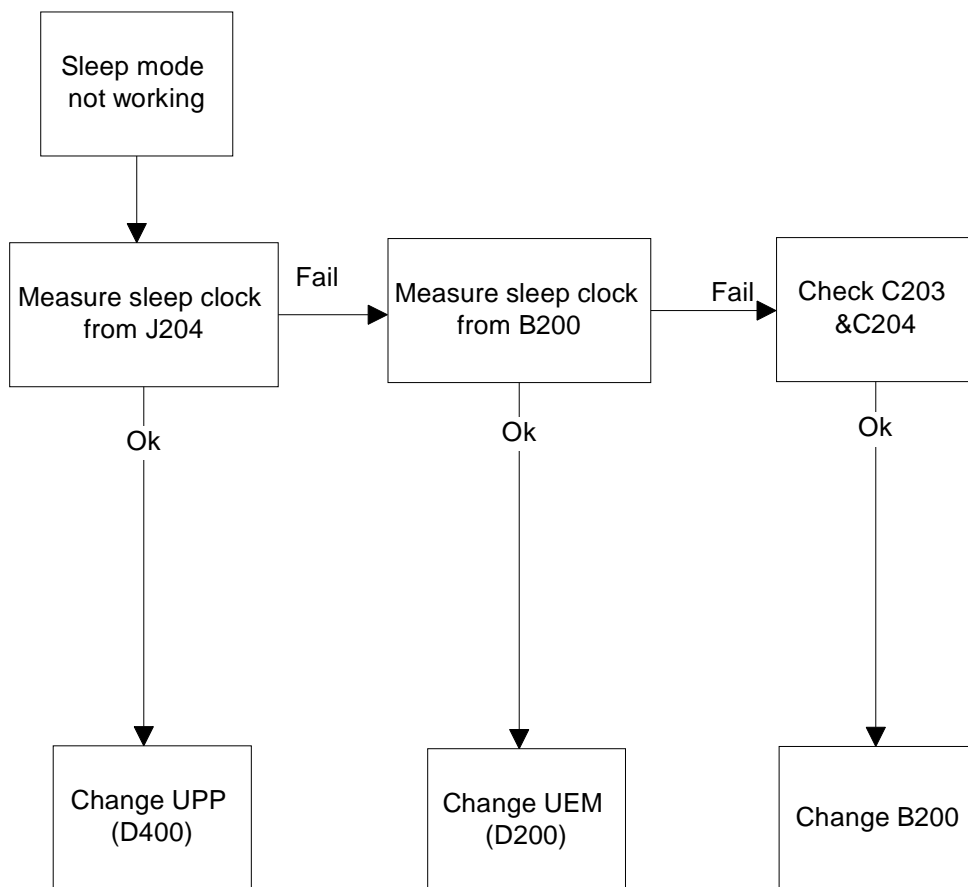 Sleep mode
not working
Measure sleep clock
from J204
Fail
Measure sleep clock
from B200
Fail
Check C203
&C204
Ok
Ok
Ok
Change UPP
(D400)
Change UEM
(D200)
Change B200